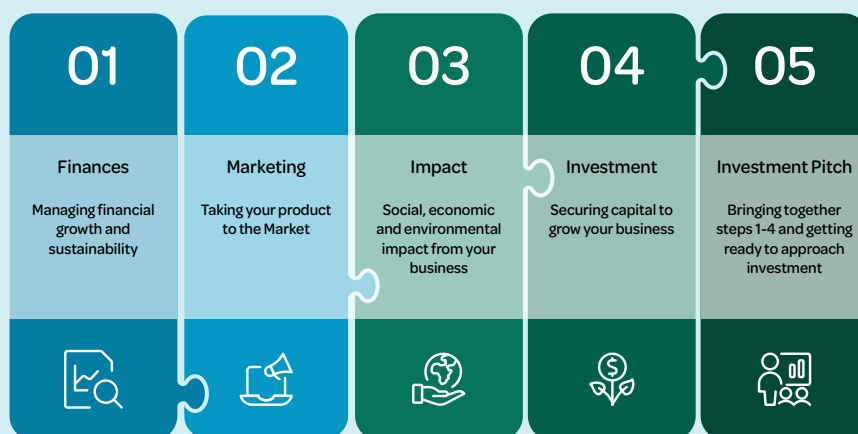 01
Finances
Managing financial
growth and
sustainability
02
Marketing
Taking your product
to the Market
03
Impact
Social, economic
and environmental
impact from your
business
04
Investment
Securing capital to
grow your business
05
Investment Pitch
Bringing together
steps 1-4 and getting
ready to approach
investment
$